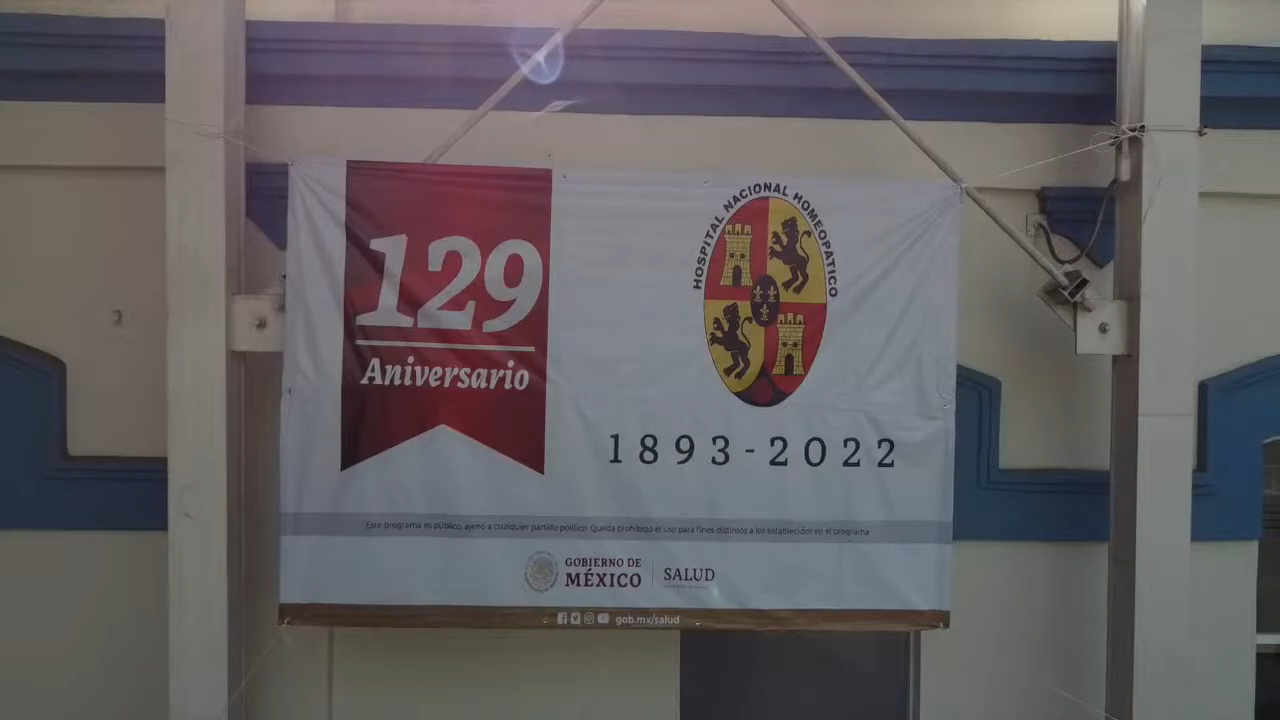 129
Aniversario
HOSPITAL NACIONAL HOMEOPATICO
1893-2022
Este programa es público, ajeno a cualquier partido político. Queda prohibido el uso para fines distintos a los establecidos en el programa
GOBIERNO DE
MÉXICO
SALUD
gob.mx/salud